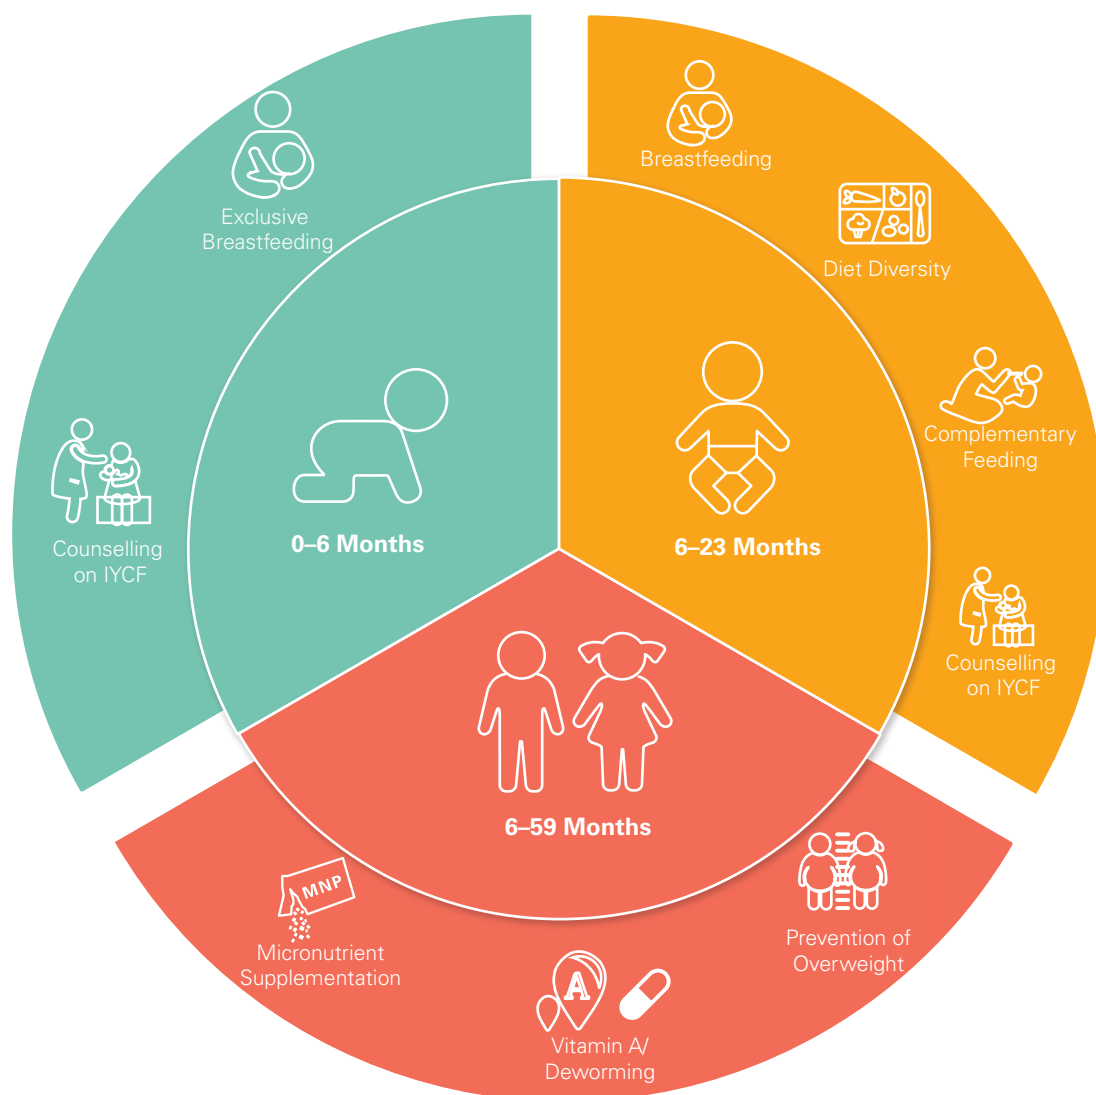 Exclusive
Breastfeeding
Counselling
on IYCF
0–6 Months
Breastfeeding
Diet Diversity
Complementary
Feeding
Counselling
on IYCF
6–23 Months
6–59 Months
MNP
Micronutrient
Supplementation
A
Vitamin A/
Deworming
Prevention of
Overweight